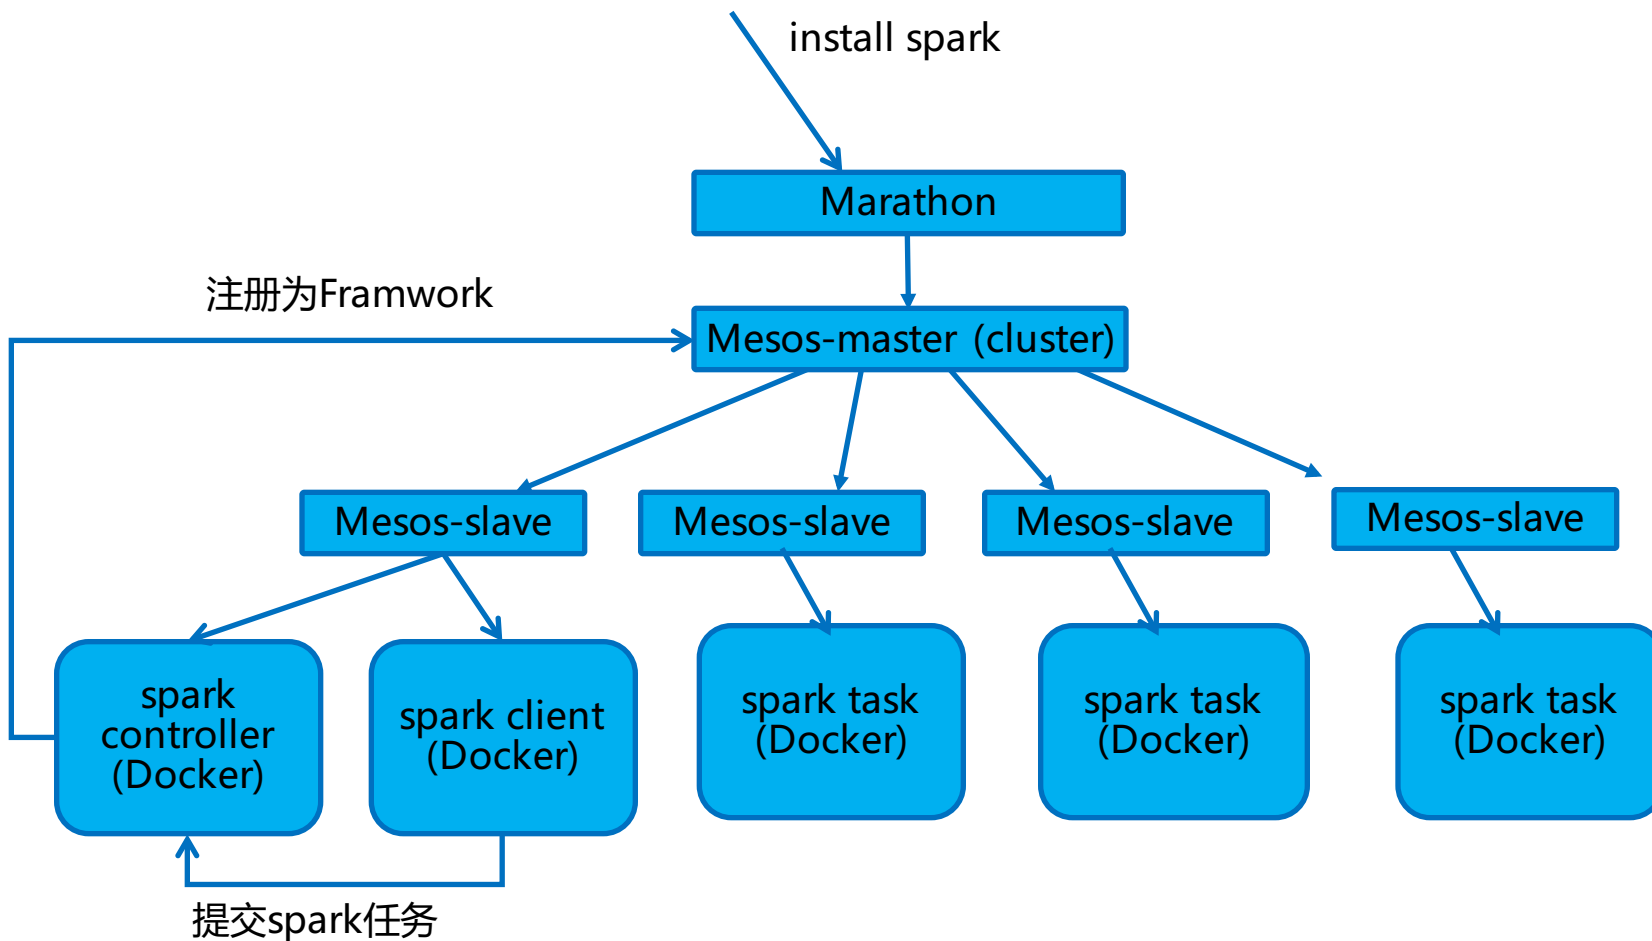 install spark
Marathon
注册为Framwork
Mesos-master (cluster)
Mesos-slave
Mesos-slave
Mesos-slave
Mesos-slave
spark
controller
(Docker)
spark client
(Docker)
spark task
(Docker)
spark task
(Docker)
spark task
(Docker)
提交spark任务